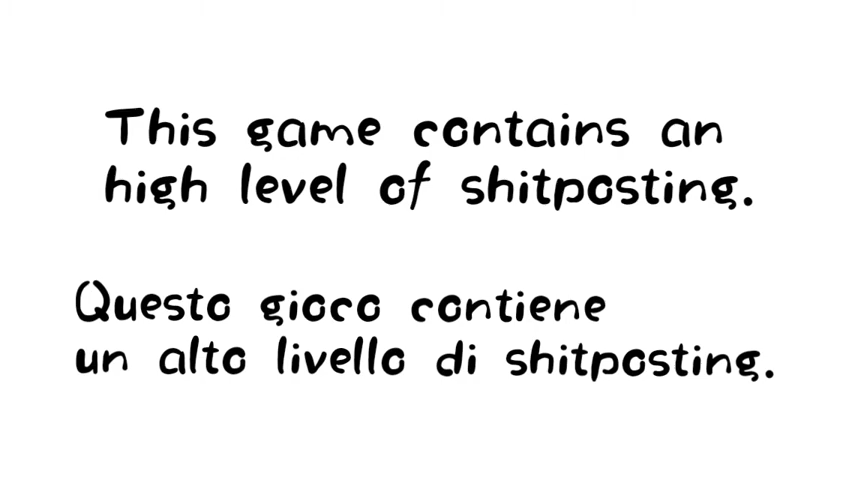 This game contains an
high level of shitposting.
Questo gioco contiene
un alto livello di shitposting.